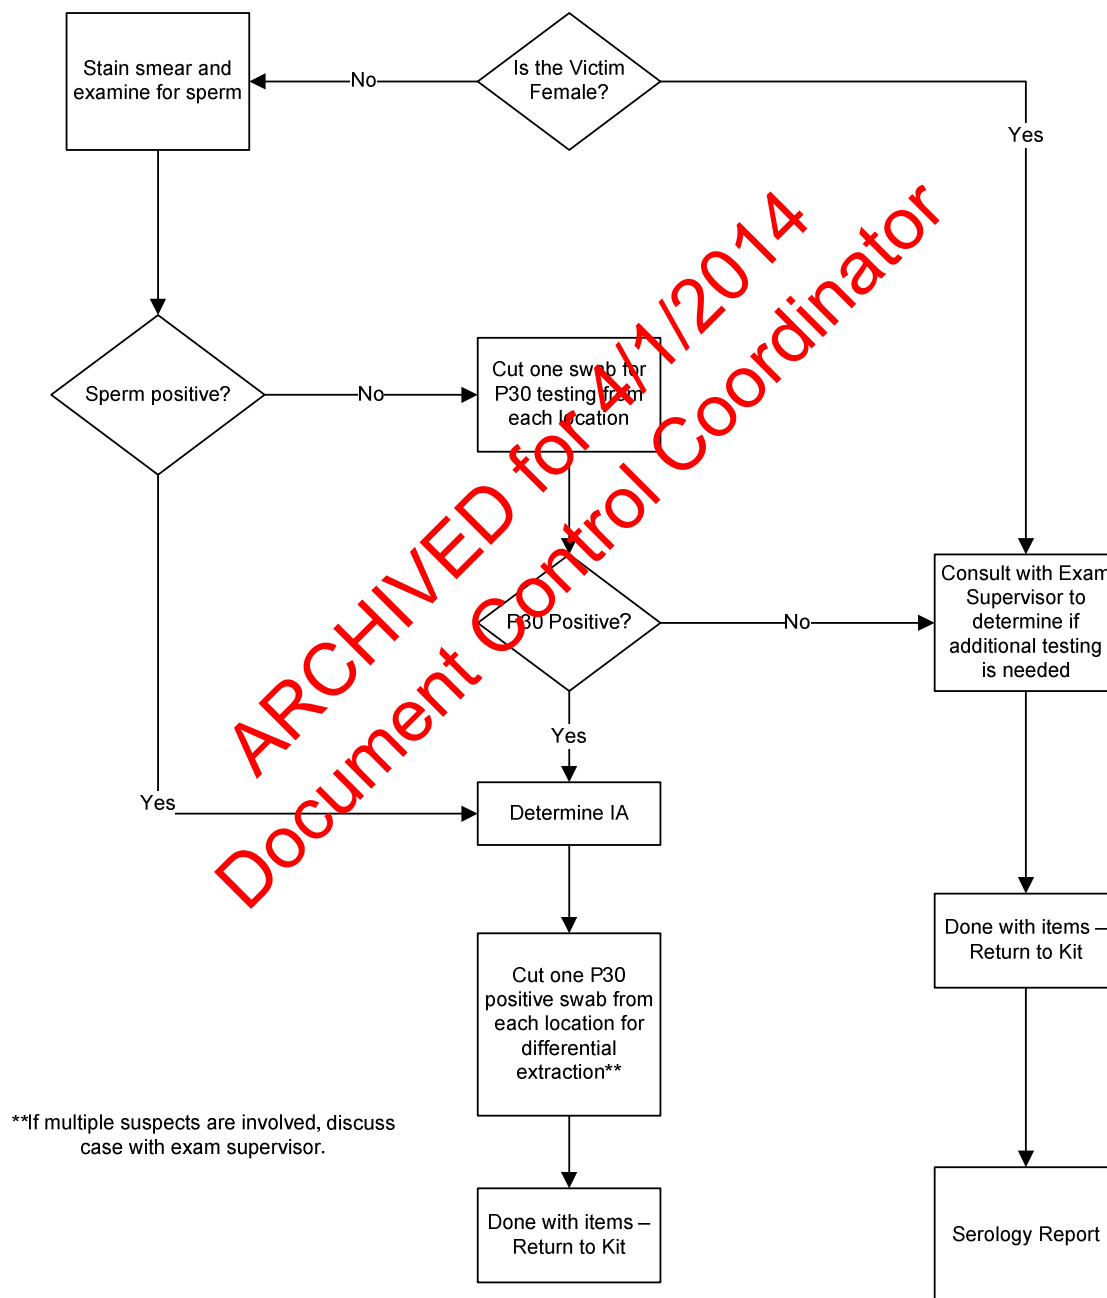 Stain smear and
examine for sperm
No
Is the Victim
Female?
Yes
Sperm positive?
No
Cut one swab for
P30 testing from
each location
P30 Positive?
No
Consult with Exam
Supervisor to
determine if
additional testing
is needed
Yes
Yes
Determine IA
Cut one P30
positive swab from
each location for
differential
extraction**
Done with items –
Return to Kit
**If multiple suspects are involved, discuss
case with exam supervisor.
Done with items –
Return to Kit
Serology Report
ARCHIVED for 4/1/2014
Document Control Coordinator